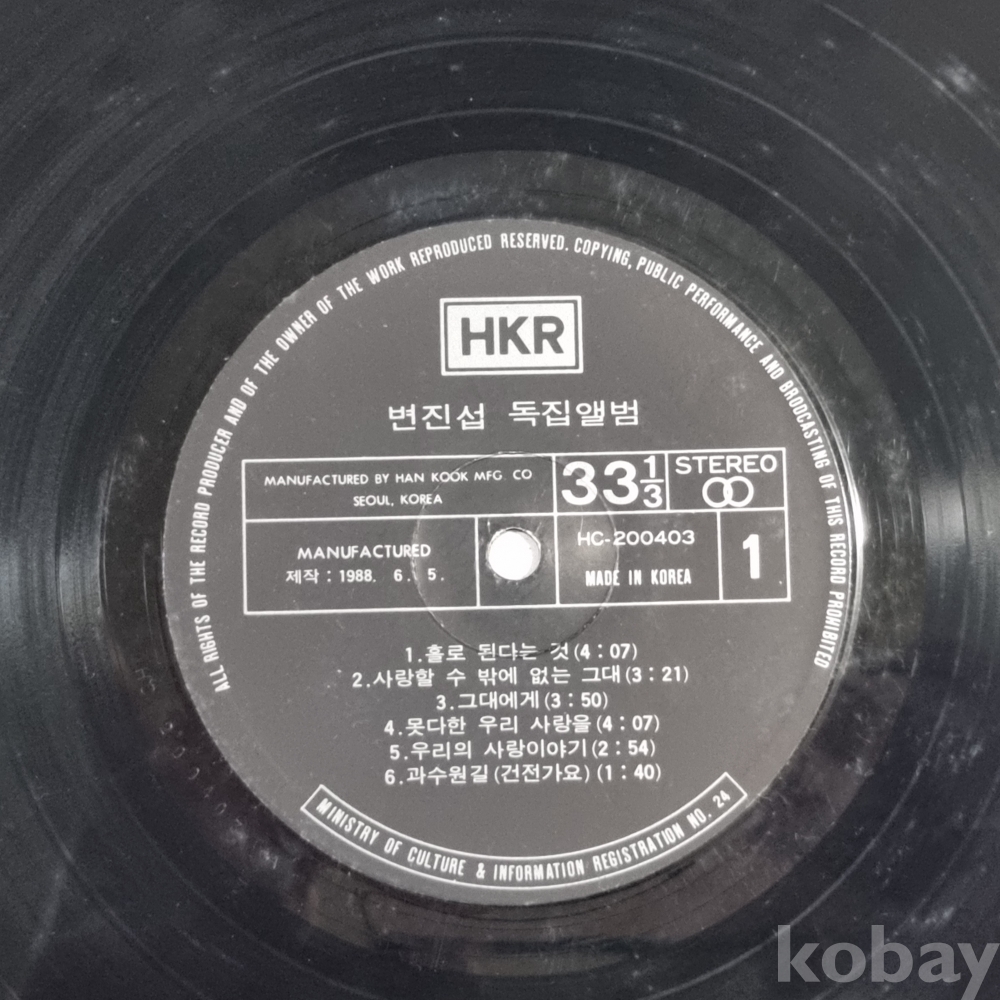 ALL RIGHTS OF THE RECORD PRODUCER AND OF THE OWNER OF THE WORK REPRODUCED RESERVED. COPYING, PUBLIC PERFORMANCE AND BRODCASTING OF THIS RECORD PROHIBITED
HKR
변진섭 독집앨범
MANUFACTURED BY HAN KOOK MFG CO
SEOUL, KOREA
33 1/3
STEREO
MANUFACTURED
제작 : 1988. 6. 5.
HC-200403
MADE IN KOREA
1
1.홀로 된다는 것(4 : 07)
2.사랑할 수 밖에 없는 그대(3 : 21)
3.그대에게(3 : 50)
4.못다한 우리 사랑을(4 : 07)
5.우리의 사랑이야기(2 : 54)
6.과수원길(건전가요)(1 : 40)
MINISTRY OF CULTURE & INFORMATION REGISTRATION NO. 24
kobay